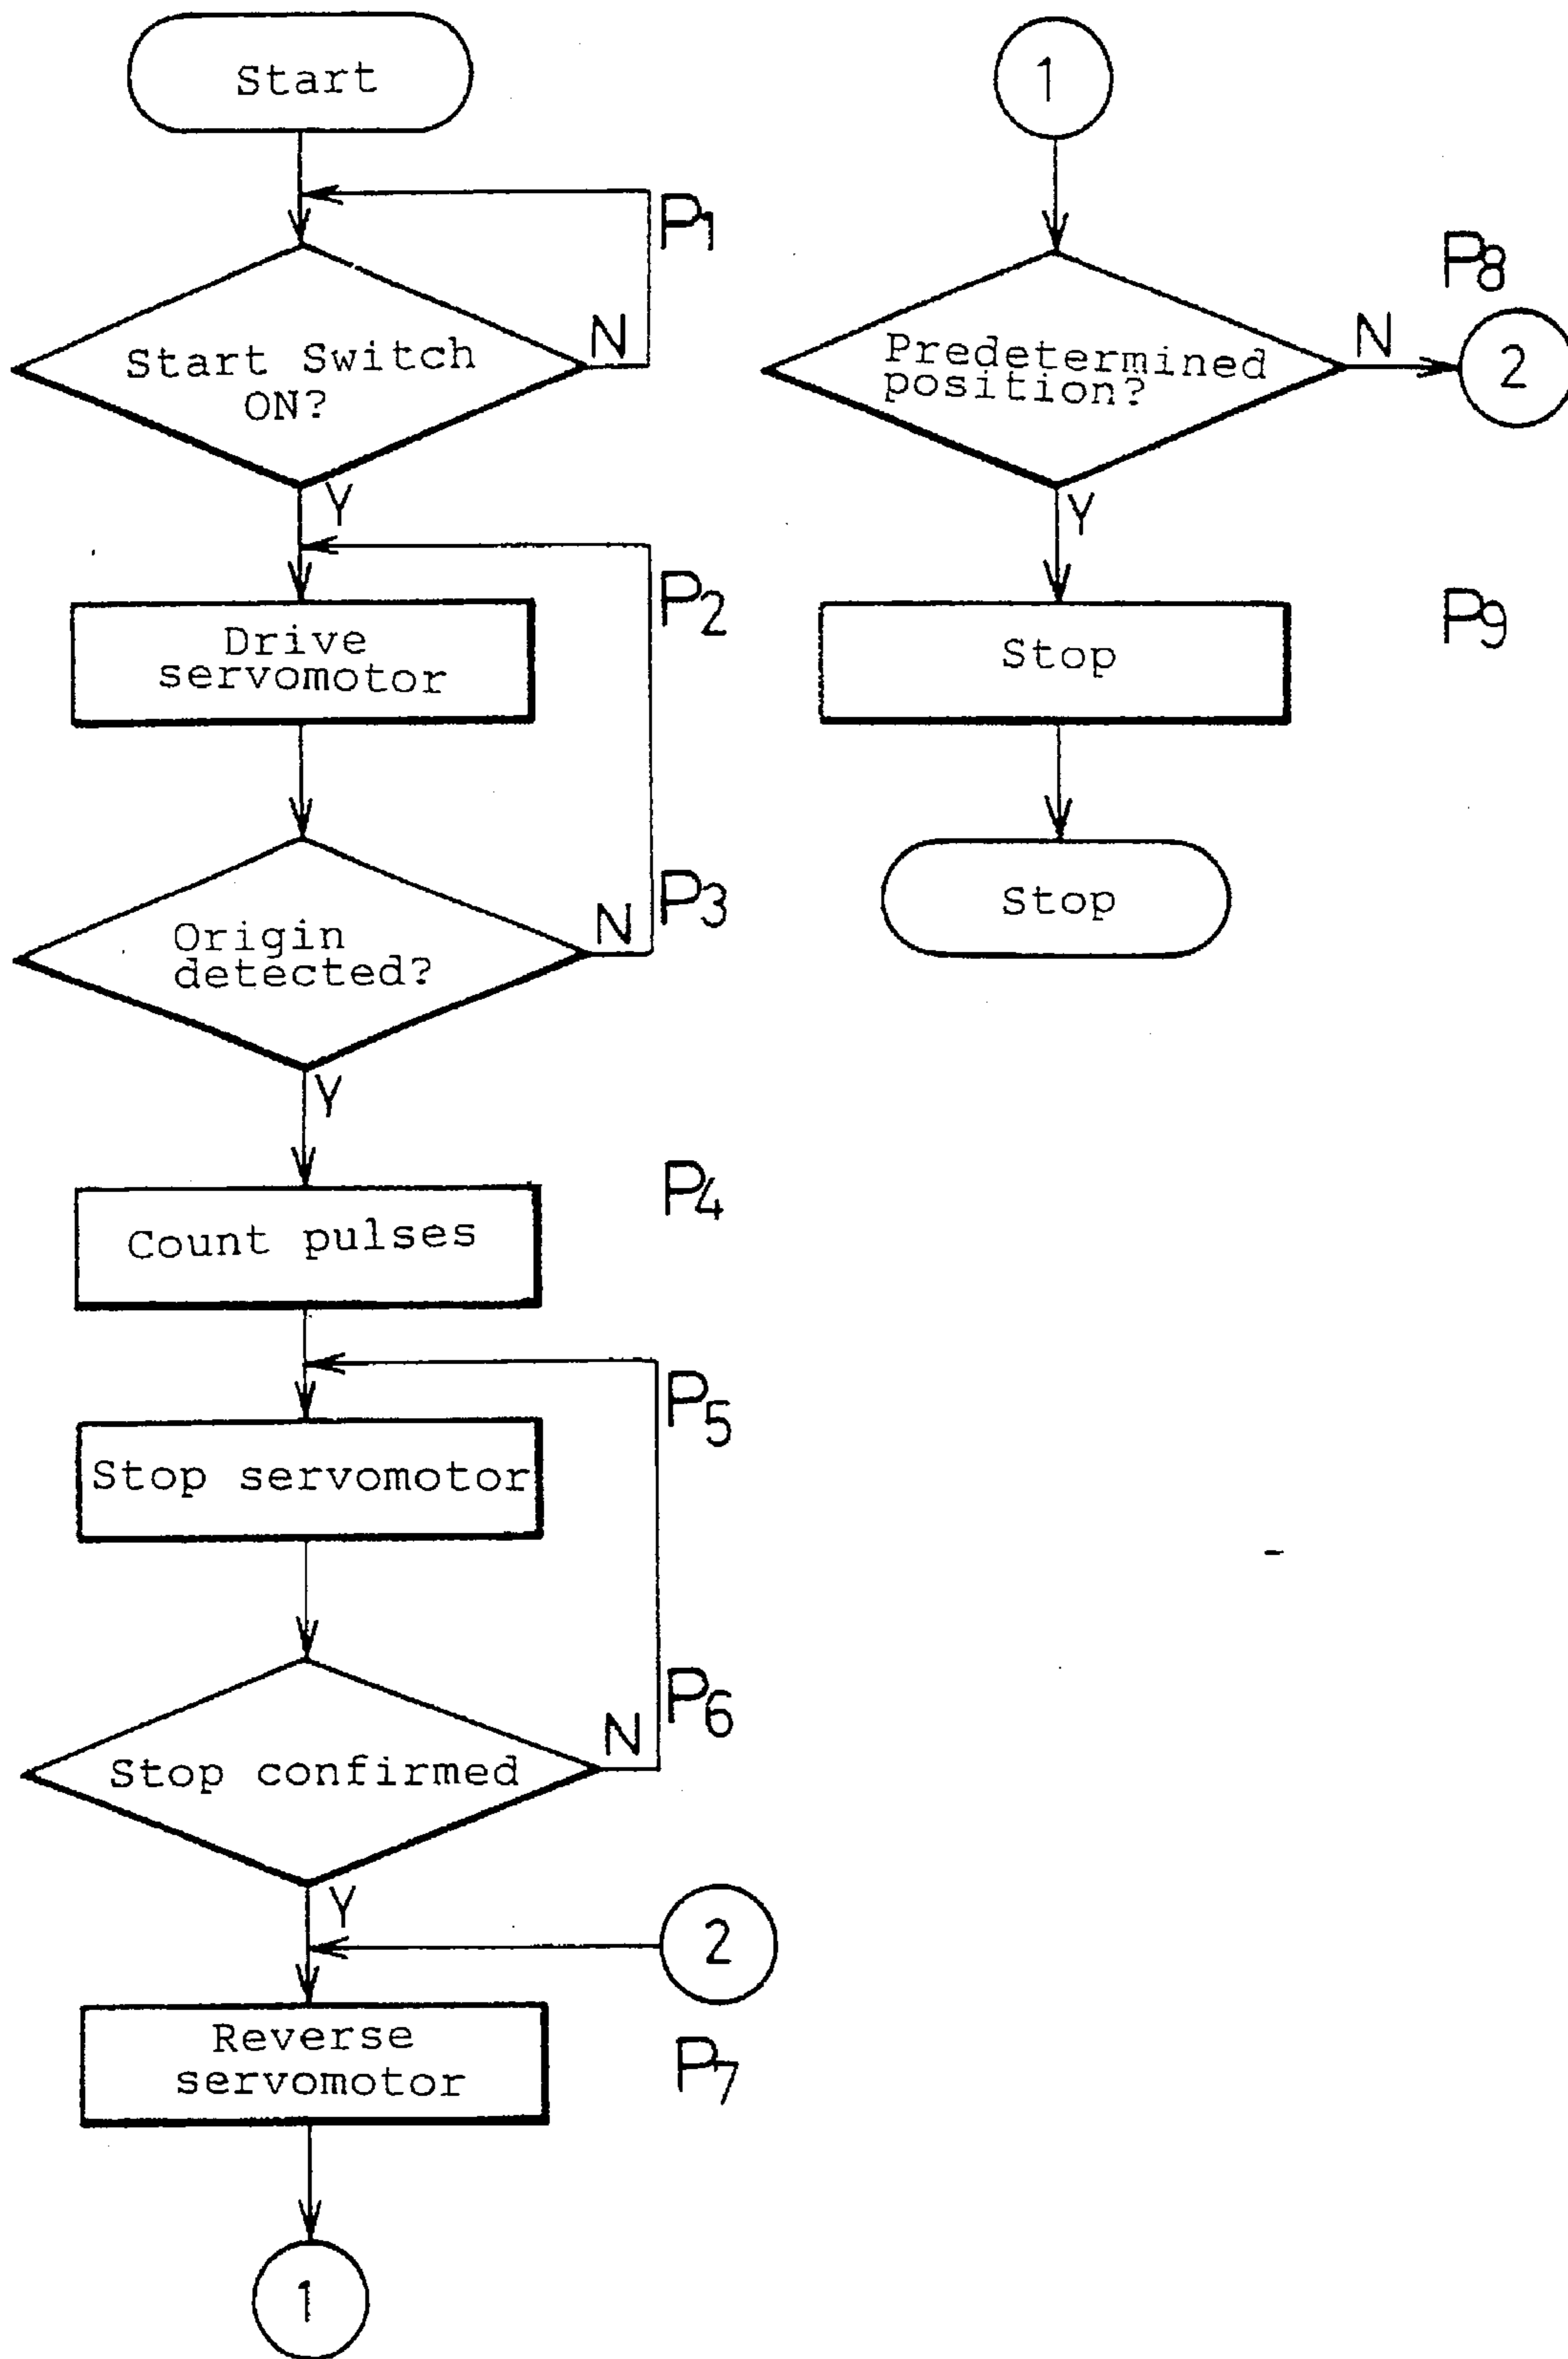 Start
P1
Start Switch
ON?
N
Y
P2
Drive
servomotor
P3
Origin
detected?
N
Y
P4
Count pulses
P5
Stop servomotor
P6
Stop confirmed
N
Y
2
Reverse
servomotor
P7
1
1
P8
Predetermined
position?
N
2
Y
P9
Stop
Stop